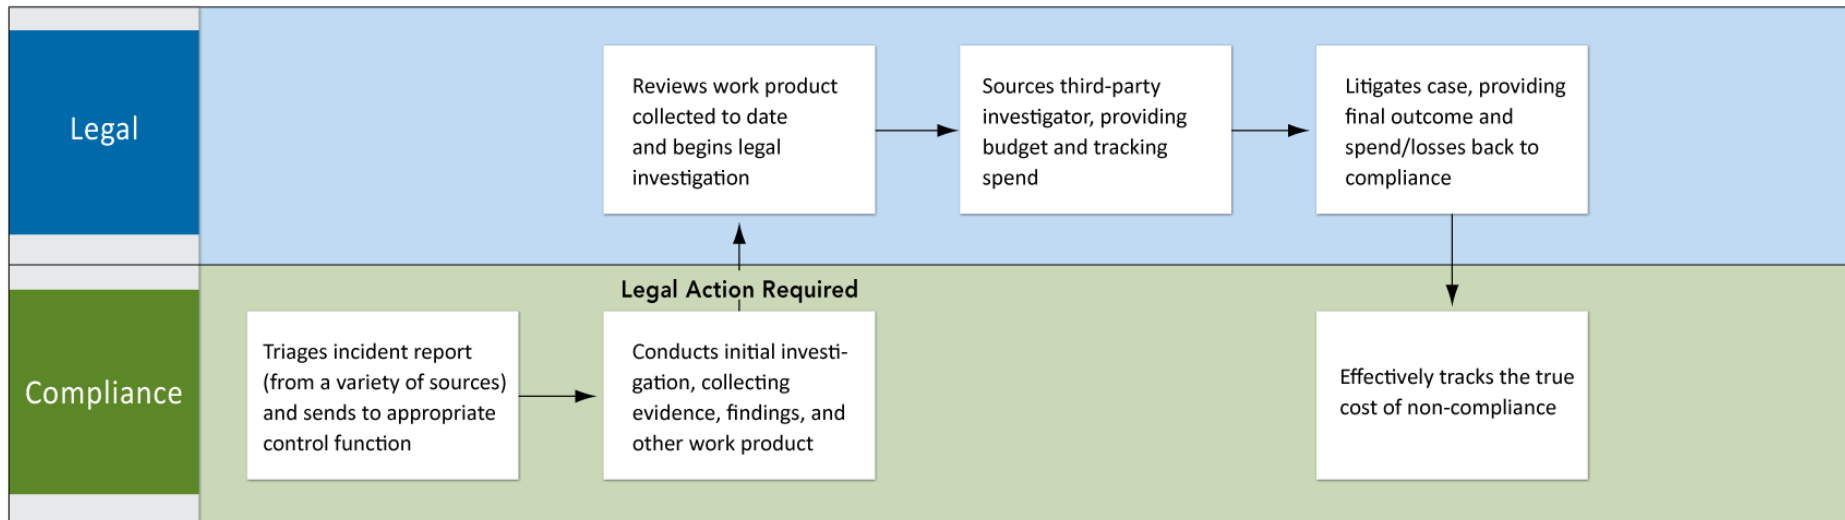 Legal
Reviews work product
collected to date
and begins legal
investigation
Sources third-party
investigator, providing
budget and tracking
spend
Litigates case, providing
final outcome and
spend/losses back to
compliance
Legal Action Required
Compliance
Triages incident report
(from a variety of sources)
and sends to appropriate
control function
Conducts initial investi-
gation, collecting
evidence, findings, and
other work product
Effectively tracks the true
cost of non-compliance